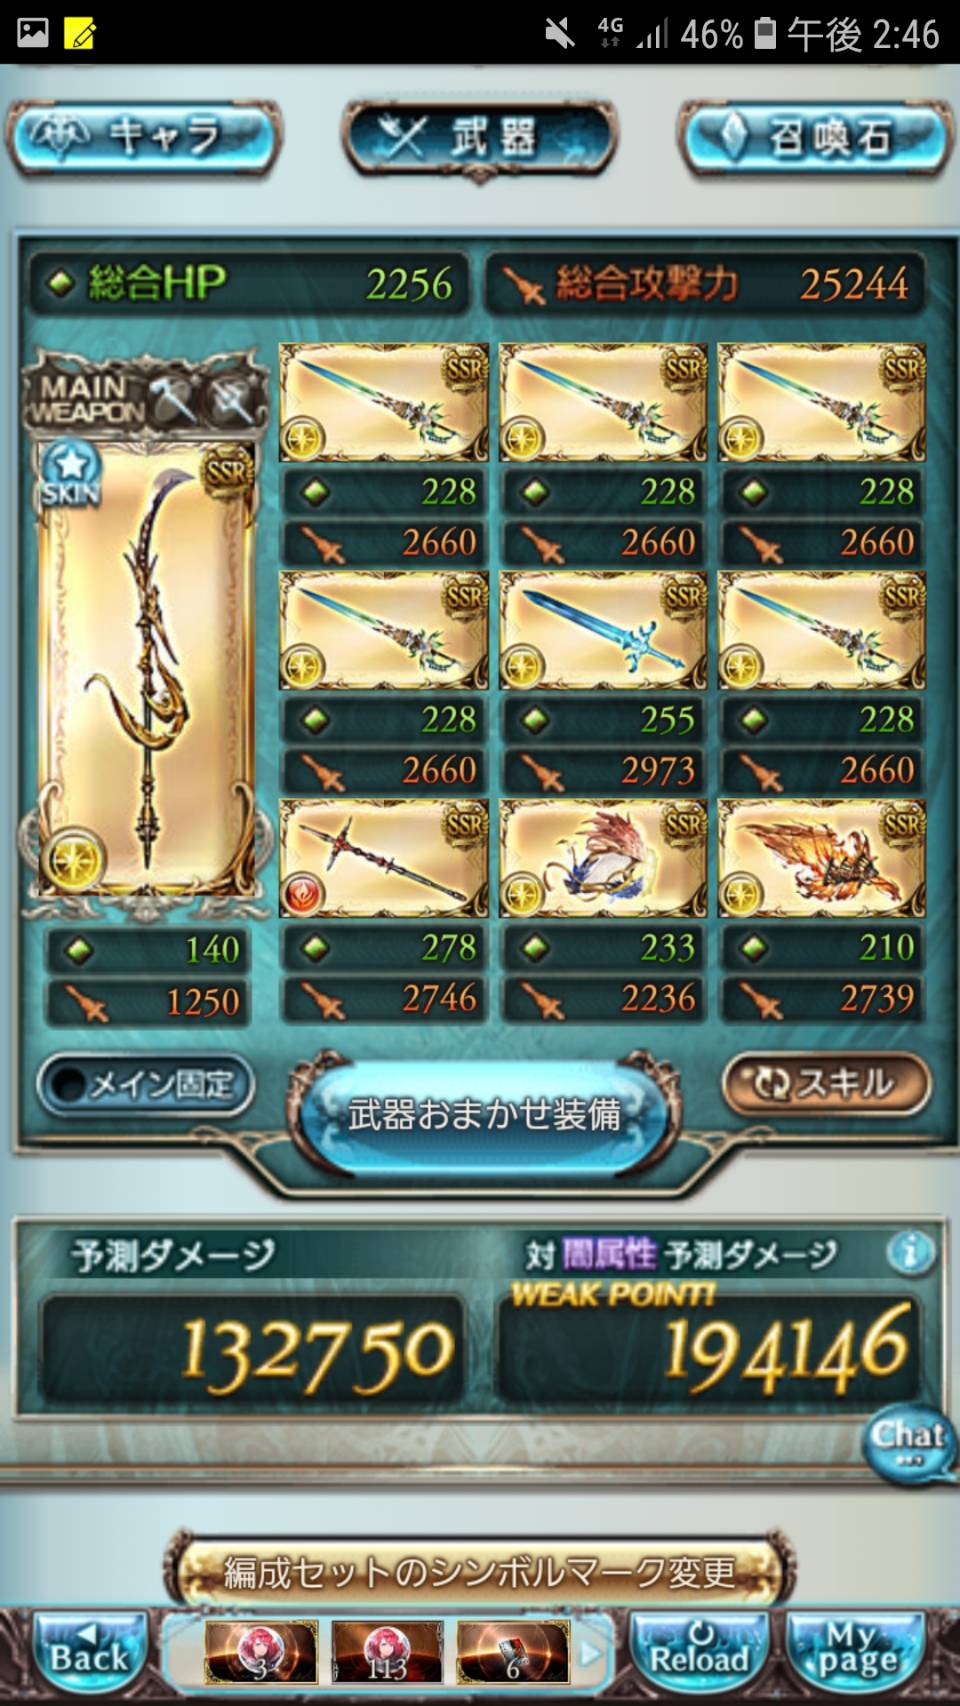 4G 46% 午後 2:46
キャラ 武器 召喚石
総合HP 2256 総合攻撃力 25244
MAIN WEAPON
SKIN
SSR
SSR SSR SSR
228 228 228
2660 2660 2660
SSR SSR SSR
228 255 228
2660 2973 2660
SSR SSR SSR
140 278 233 210
1250 2746 2236 2739
メイン固定 武器おまかせ装備 スキル
予測ダメージ 対 闇属性 予測ダメージ
WEAK POINT!
132750 194146
Chat
編成セットのシンボルマーク変更
Back 3 113 6 Reload My page